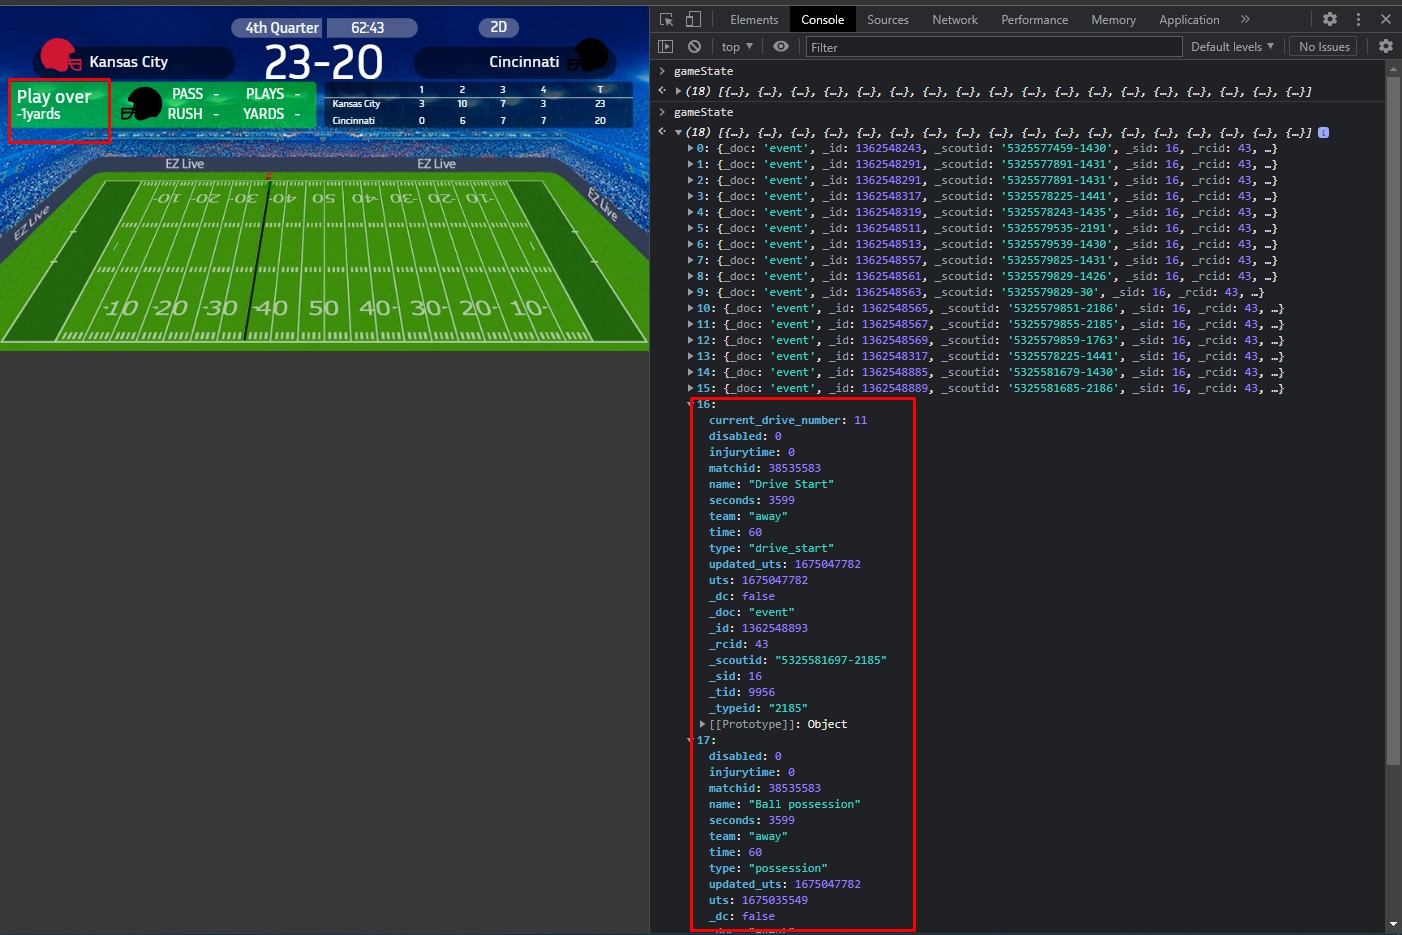 4th Quarter 62:43 2D
Kansas City 23-20 Cincinnati
Play over
-1yards
PASS - PLAYS -
RUSH - YARDS -
1 2 3 4 T
Kansas City 3 10 7 3 23
Cincinnati 0 6 7 7 20
EZ Live EZ Live
EZ Live
EZ Live
-10 -20 -30 -40 50 40- 30- 20- 10-
-10 -20 -30 -40 50 40- 30- 20- 10-
Elements Console Sources Network Performance Memory Application »
top ▼ Filter Default levels ▼ No Issues
> gameState
(18) [{…}, {…}, {…}, {…}, {…}, {…}, {…}, {…}, {…}, {…}, {…}, {…}, {…}, {…}, {…}, {…}, {…}, {…}]
> gameState
(18) [{…}, {…}, {…}, {…}, {…}, {…}, {…}, {…}, {…}, {…}, {…}, {…}, {…}, {…}, {…}, {…}, {…}, {…}] i
0: {_doc: 'event', _id: 1362548243, _scoutid: '5325577459-1430', _sid: 16, _rcid: 43, …}
1: {_doc: 'event', _id: 1362548291, _scoutid: '5325577891-1431', _sid: 16, _rcid: 43, …}
2: {_doc: 'event', _id: 1362548291, _scoutid: '5325577891-1431', _sid: 16, _rcid: 43, …}
3: {_doc: 'event', _id: 1362548317, _scoutid: '5325578225-1441', _sid: 16, _rcid: 43, …}
4: {_doc: 'event', _id: 1362548319, _scoutid: '5325578243-1435', _sid: 16, _rcid: 43, …}
5: {_doc: 'event', _id: 1362548511, _scoutid: '5325579535-2191', _sid: 16, _rcid: 43, …}
6: {_doc: 'event', _id: 1362548513, _scoutid: '5325579539-1430', _sid: 16, _rcid: 43, …}
7: {_doc: 'event', _id: 1362548557, _scoutid: '5325579825-1431', _sid: 16, _rcid: 43, …}
8: {_doc: 'event', _id: 1362548561, _scoutid: '5325579829-1426', _sid: 16, _rcid: 43, …}
9: {_doc: 'event', _id: 1362548563, _scoutid: '5325579829-30', _sid: 16, _rcid: 43, …}
10: {_doc: 'event', _id: 1362548565, _scoutid: '5325579851-2186', _sid: 16, _rcid: 43, …}
11: {_doc: 'event', _id: 1362548567, _scoutid: '5325579855-2185', _sid: 16, _rcid: 43, …}
12: {_doc: 'event', _id: 1362548569, _scoutid: '5325579859-1763', _sid: 16, _rcid: 43, …}
13: {_doc: 'event', _id: 1362548317, _scoutid: '5325578225-1441', _sid: 16, _rcid: 43, …}
14: {_doc: 'event', _id: 1362548885, _scoutid: '5325581679-1430', _sid: 16, _rcid: 43, …}
15: {_doc: 'event', _id: 1362548889, _scoutid: '5325581685-2186', _sid: 16, _rcid: 43, …}
16:
current_drive_number: 11
disabled: 0
injurytime: 0
matchid: 38535583
name: "Drive Start"
seconds: 3599
team: "away"
time: 60
type: "drive_start"
updated_uts: 1675047782
uts: 1675047782
_dc: false
_doc: "event"
_id: 1362548893
_rcid: 43
_scoutid: "5325581697-2185"
_sid: 16
_tid: 9956
_typeid: "2185"
[[Prototype]]: Object
17:
disabled: 0
injurytime: 0
matchid: 38535583
name: "Ball possession"
seconds: 3599
team: "away"
time: 60
type: "possession"
updated_uts: 1675047782
uts: 1675035549
_dc: false